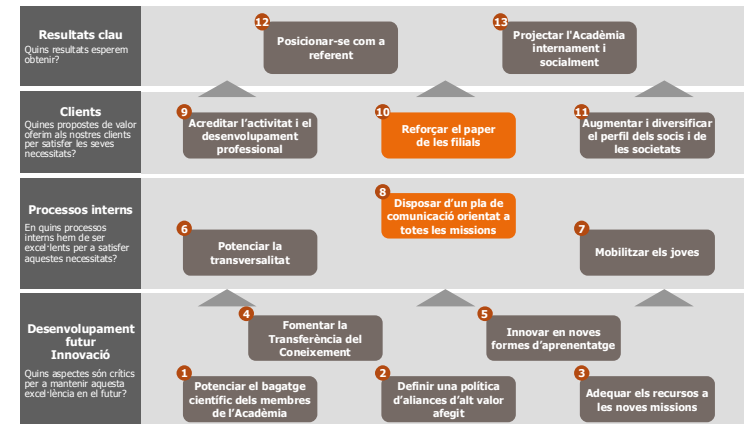 Resultats clau
Quins resultats esperem
obtenir?
12
Posicionar-se com a
referent
13
Projectar l'Acadèmia
internament i
socialment
Clients
Quines propostes de valor
oferim als nostres clients
per satisfer les seves
necessitats?
9
Acreditar l’activitat i el
desenvolupament
professional
10
Reforçar el paper
de les filials
11
Augmentar i diversificar
el perfil dels socis i de
les societats
Processos interns
En quins processos
interns hem de ser
excel·lents per a satisfer
aquestes necessitats?
6
Potenciar la
transversalitat
8
Disposar d’un pla de
comunicació orientat a
totes les missions
7
Mobilitzar els joves
Desenvolupament
futur
Innovació
Quins aspectes són crítics
per a mantenir aquesta
excel·lència en el futur?
4
Fomentar la
Transferència del
Coneixement
5
Innovar en noves
formes d’aprenentatge
1
Potenciar el bagatge
científic dels membres
de l’Acadèmia
2
Definir una política
d’aliances d’alt valor
afegit
3
Adequar els recursos a
les noves missions